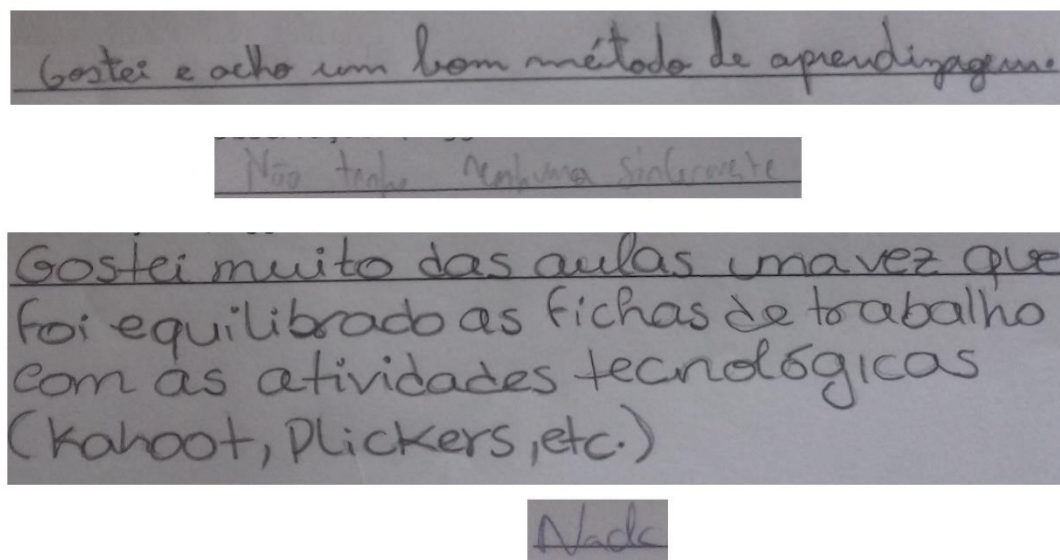 Gostei e acho um bom método de aprendizagem.
Não tenho nenhuma sinceramente
Gostei muito das aulas uma vez que
foi equilibrado as fichas de trabalho
com as atividades tecnológicas
(Kahoot, Plickers, etc.)
Nada